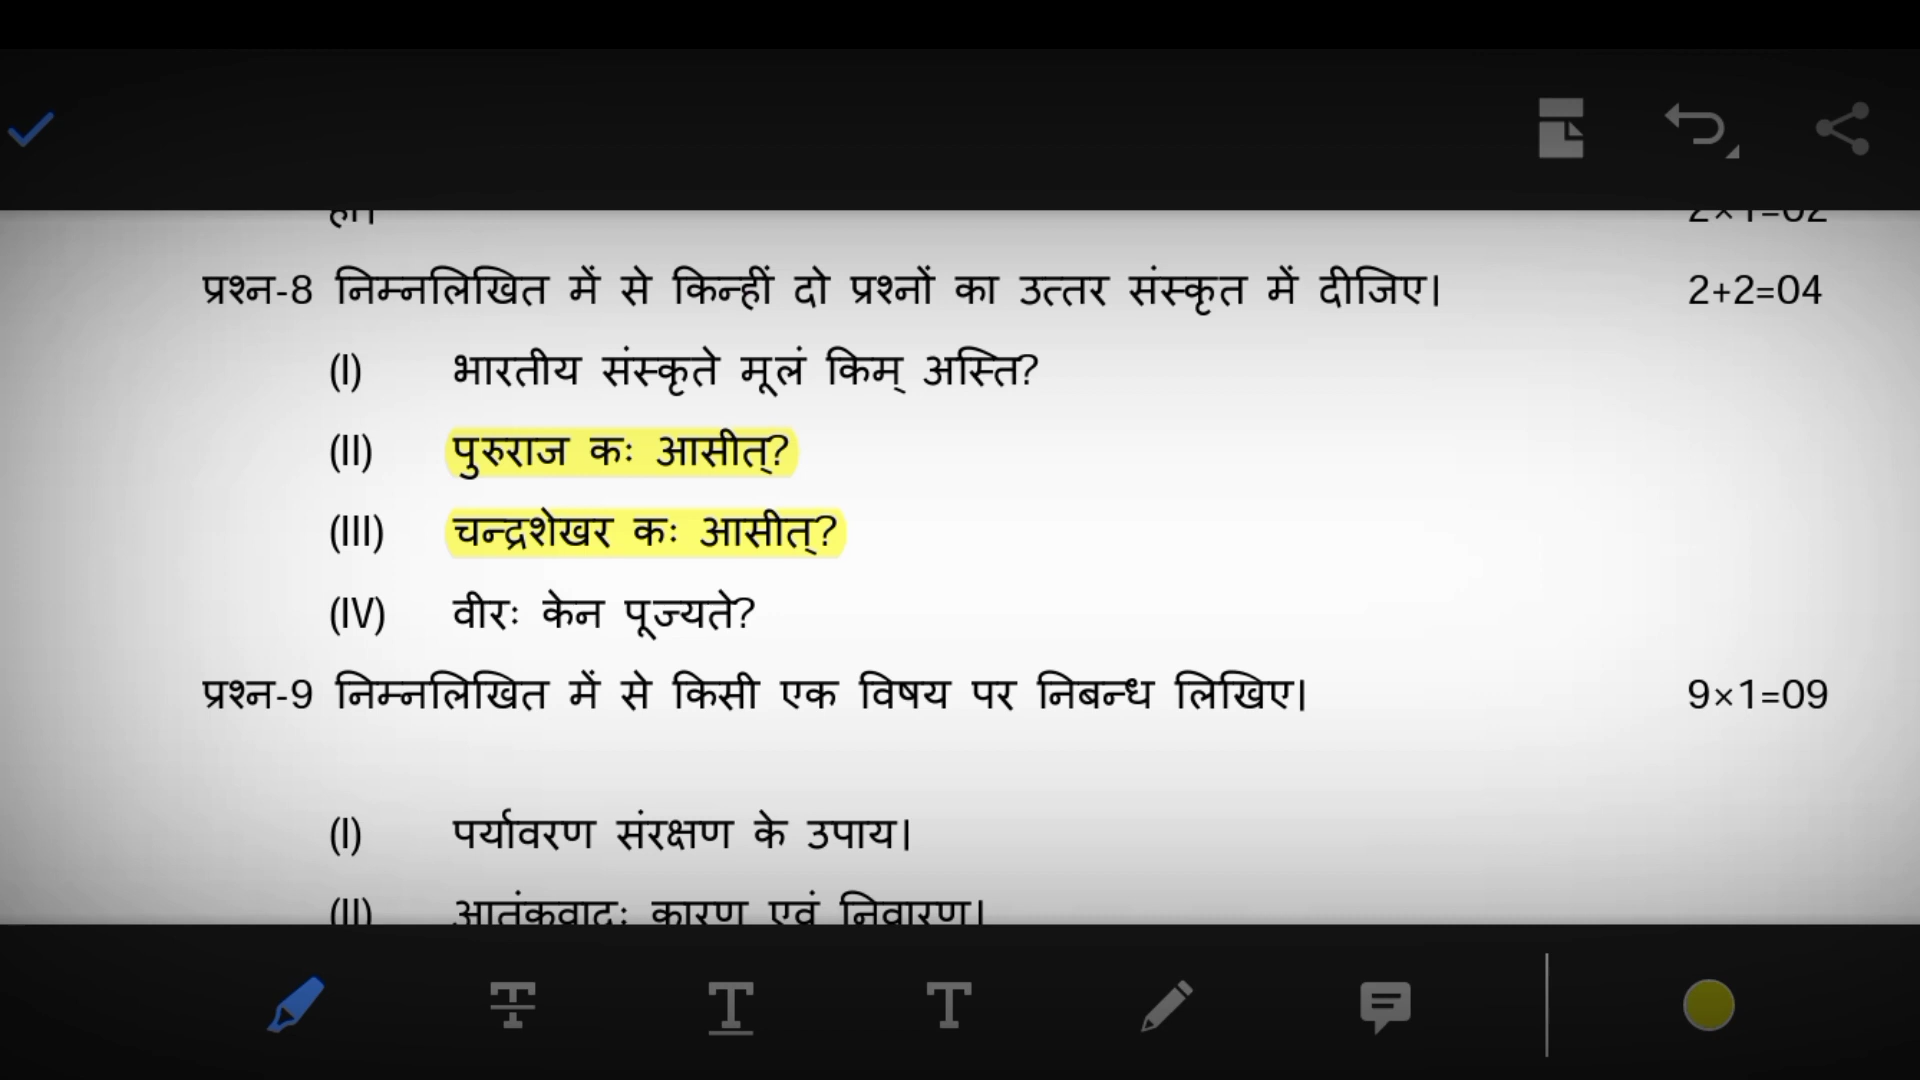 प्रश्न-8 निम्नलिखित में से किन्हीं दो प्रश्नों का उत्तर संस्कृत में दीजिए। 2+2=04
(I) भारतीय संस्कृते मूलं किम् अस्ति?
(II) पुरुराज कः आसीत्?
(III) चन्द्रशेखर कः आसीत्?
(IV) वीरः केन पूज्यते?
प्रश्न-9 निम्नलिखित में से किसी एक विषय पर निबन्ध लिखिए। 9×1=09
(I) पर्यावरण संरक्षण के उपाय।
(II) आतंकवादः कारण एवं निवारण।